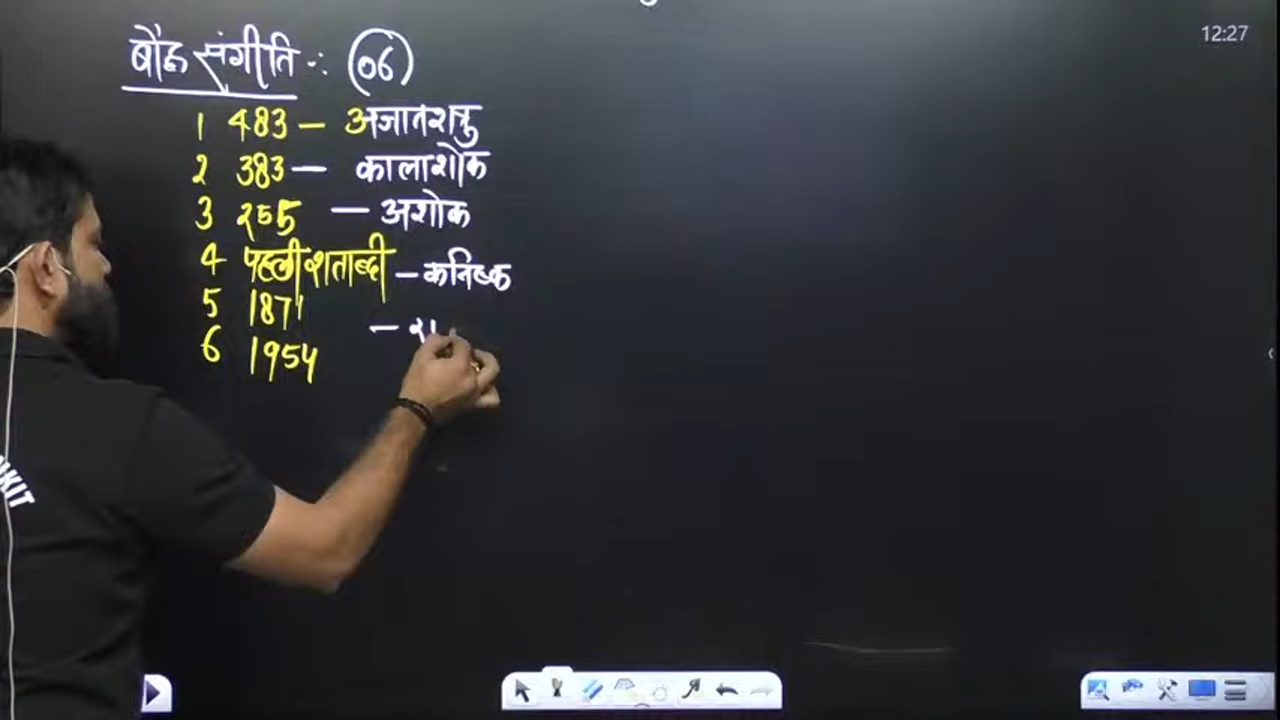 बौद्ध संगीति :- 06
1 483 — अजातशत्रु
2 383 — कालाशोक
3 255 — अशोक
4 पहली शताब्दी — कनिष्क
5 1871 —
6 1954
12:27